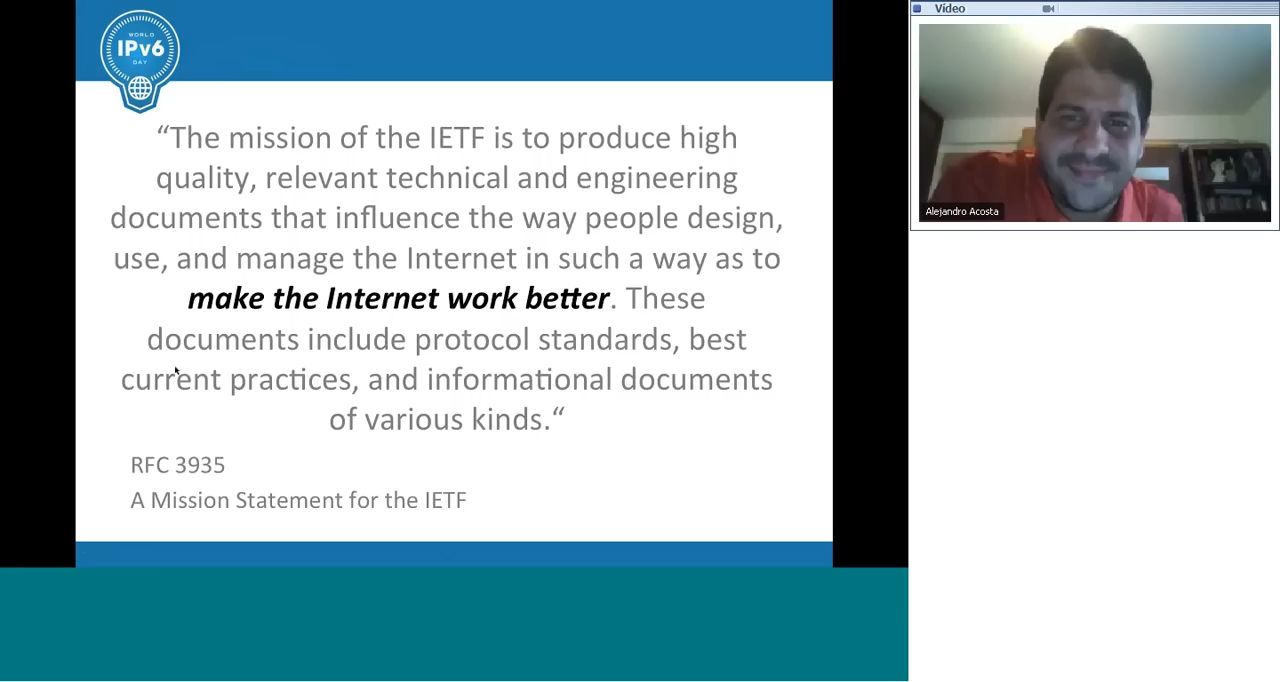 WORLD
IPv6
DAY
“The mission of the IETF is to produce high
quality, relevant technical and engineering
documents that influence the way people design,
use, and manage the Internet in such a way as to
make the Internet work better. These
documents include protocol standards, best
current practices, and informational documents
of various kinds.“
RFC 3935
A Mission Statement for the IETF
Vídeo
Alejandro Acosta